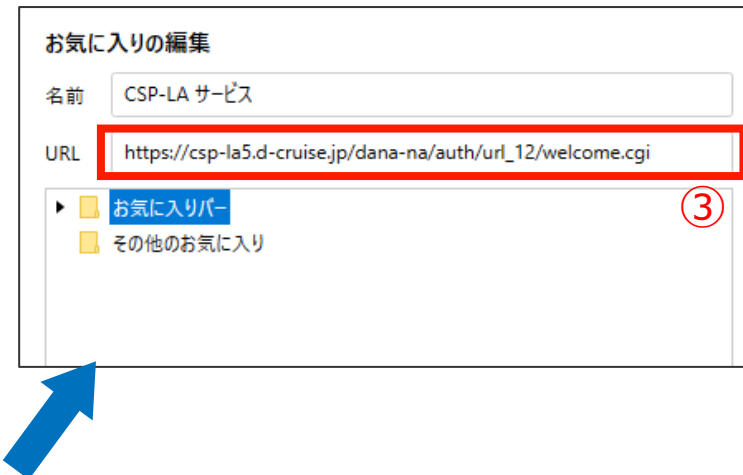 お気に入りの編集
名前 CSP-LA サービス
URL https://csp-la5.d-cruise.jp/dana-na/auth/url_12/welcome.cgi
お気に入りバー
③
その他のお気に入り